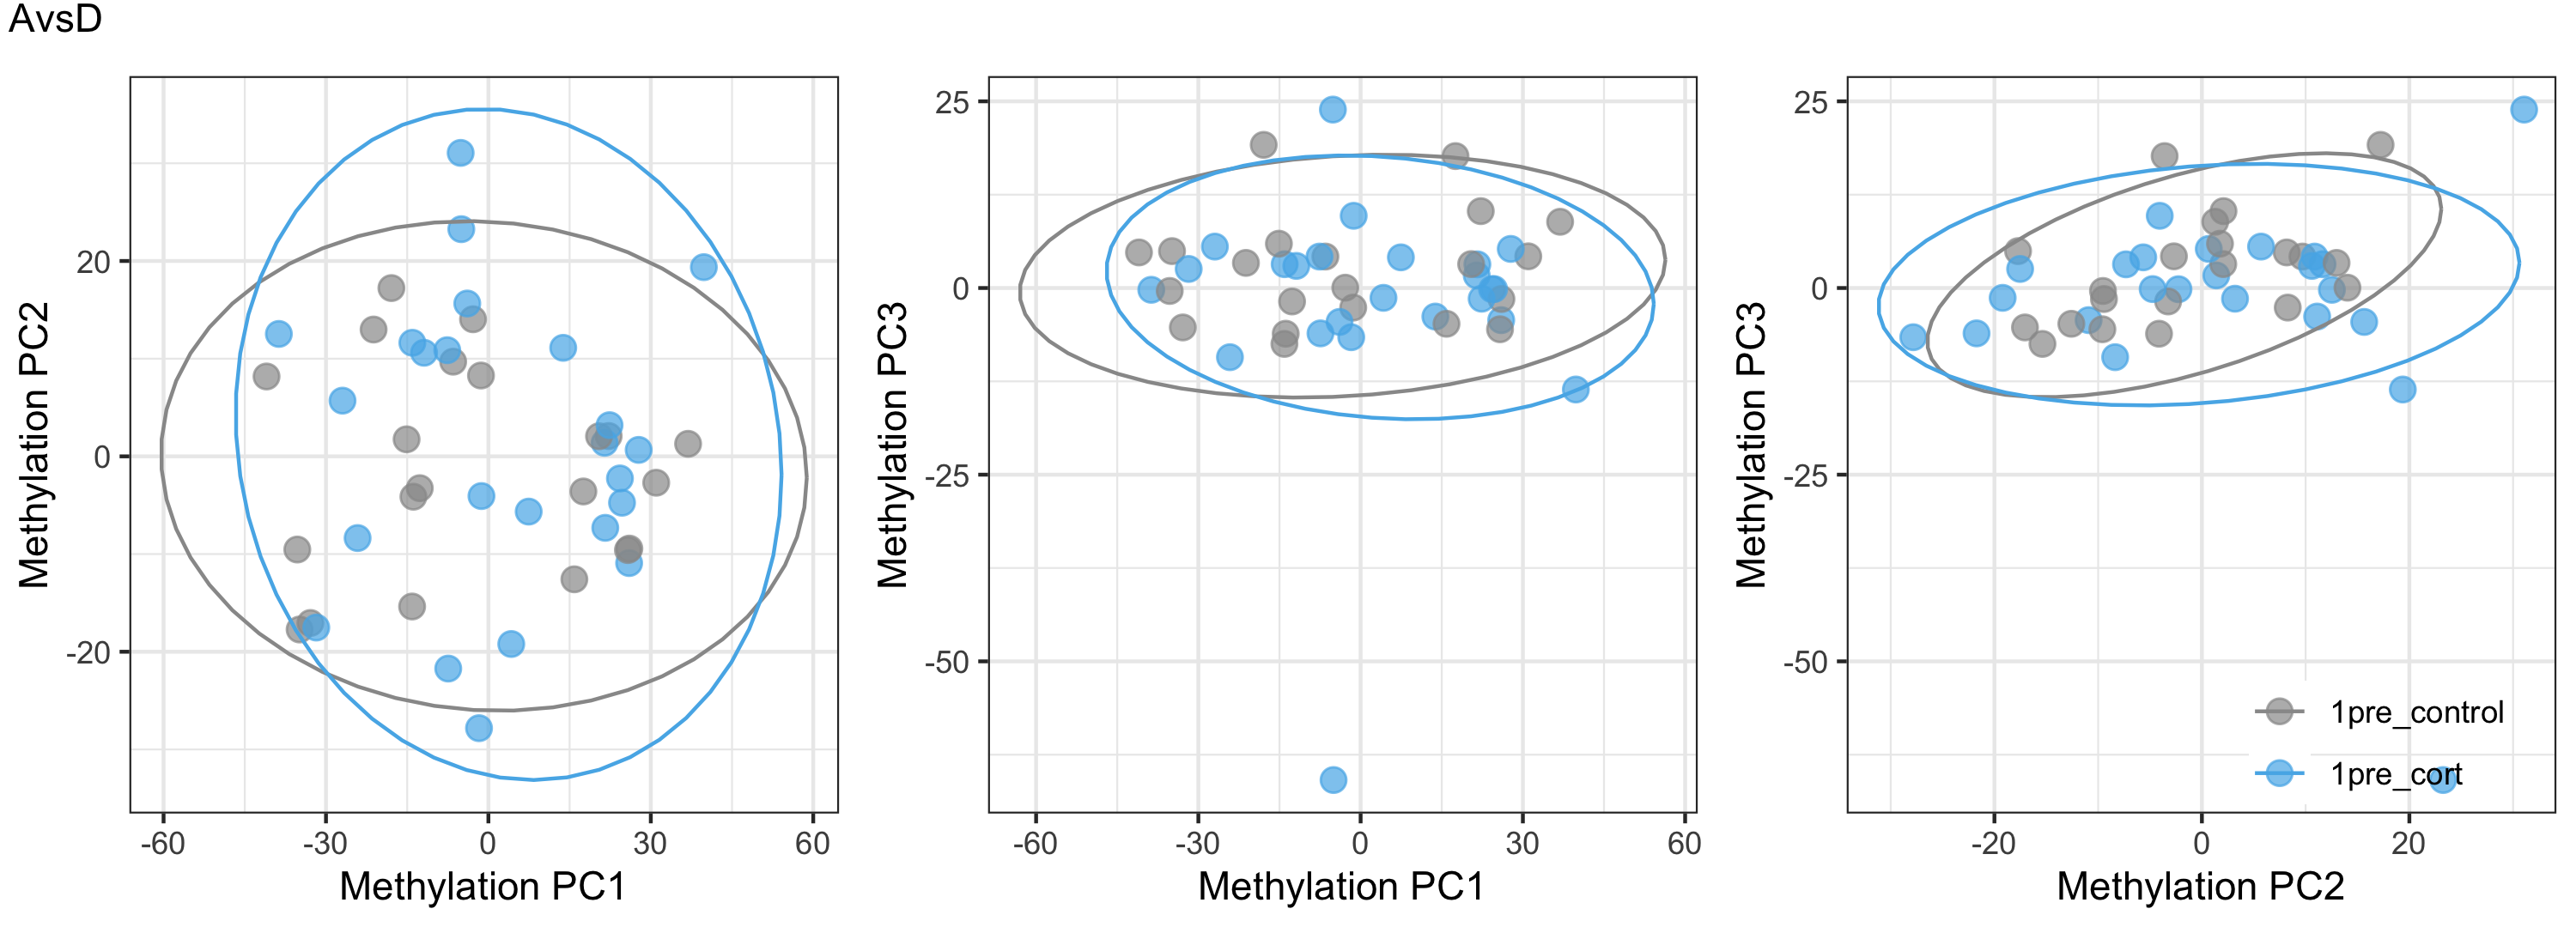 AvsD
Methylation PC2
20
0
-20
-60 -30 0 30 60
Methylation PC1
Methylation PC3
25
0
-25
-50
-60 -30 0 30 60
Methylation PC1
Methylation PC3
25
0
-25
-50
1pre_control
1pre_cort
-20 0 20
Methylation PC2